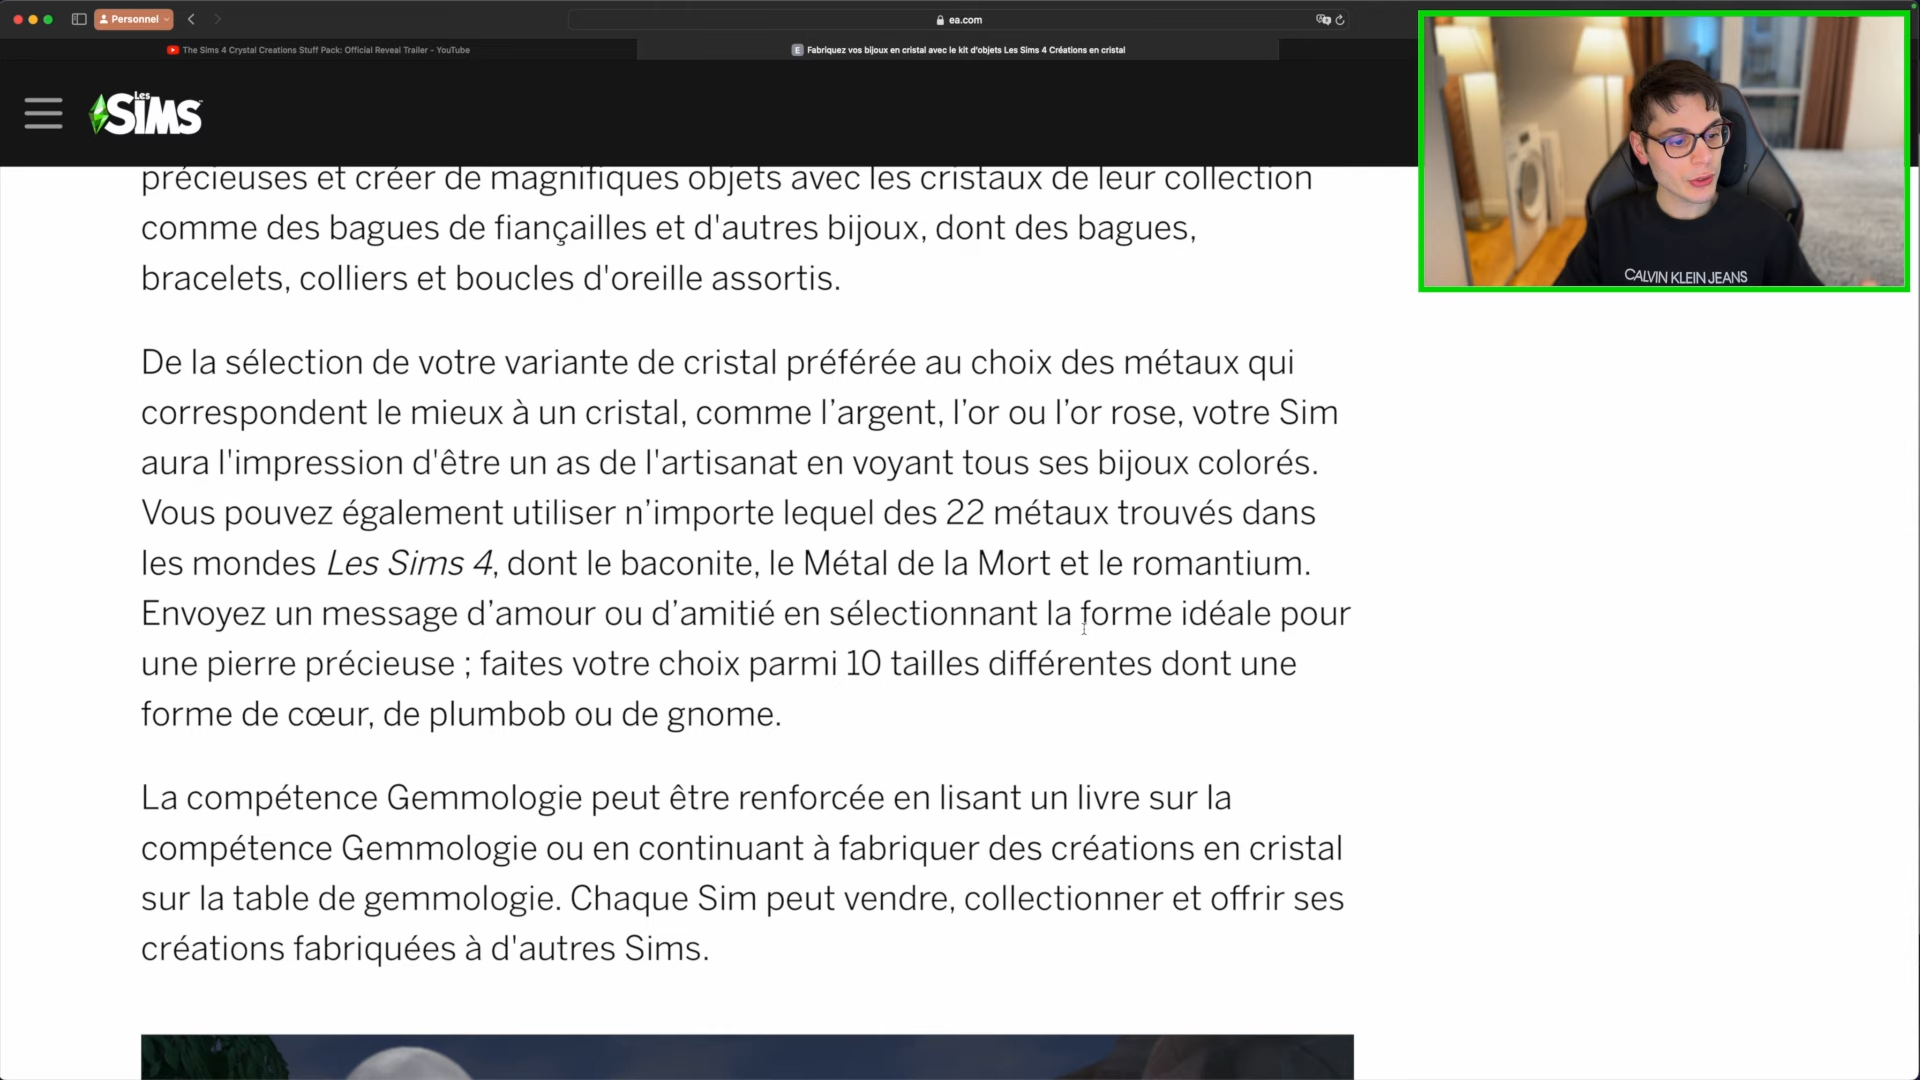 Personnel
ea.com
The Sims 4 Crystal Creations Stuff Pack: Official Reveal Trailer - YouTube
E Fabriquez vos bijoux en cristal avec le kit d'objets Les Sims 4 Créations en cristal
Les SiMS
précieuses et créer de magnifiques objets avec les cristaux de leur collection
comme des bagues de fiançailles et d'autres bijoux, dont des bagues,
bracelets, colliers et boucles d'oreille assortis.
De la sélection de votre variante de cristal préférée au choix des métaux qui
correspondent le mieux à un cristal, comme l’argent, l’or ou l’or rose, votre Sim
aura l'impression d'être un as de l'artisanat en voyant tous ses bijoux colorés.
Vous pouvez également utiliser n’importe lequel des 22 métaux trouvés dans
les mondes Les Sims 4, dont le baconite, le Métal de la Mort et le romantium.
Envoyez un message d’amour ou d’amitié en sélectionnant la forme idéale pour
une pierre précieuse ; faites votre choix parmi 10 tailles différentes dont une
forme de cœur, de plumbob ou de gnome.
La compétence Gemmologie peut être renforcée en lisant un livre sur la
compétence Gemmologie ou en continuant à fabriquer des créations en cristal
sur la table de gemmologie. Chaque Sim peut vendre, collectionner et offrir ses
créations fabriquées à d'autres Sims.
CALVIN KLEIN JEANS